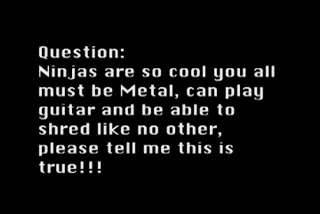 Question:
Ninjas are so cool you all
must be Metal, can play
guitar and be able to
shred like no other,
please tell me this is
true!!!